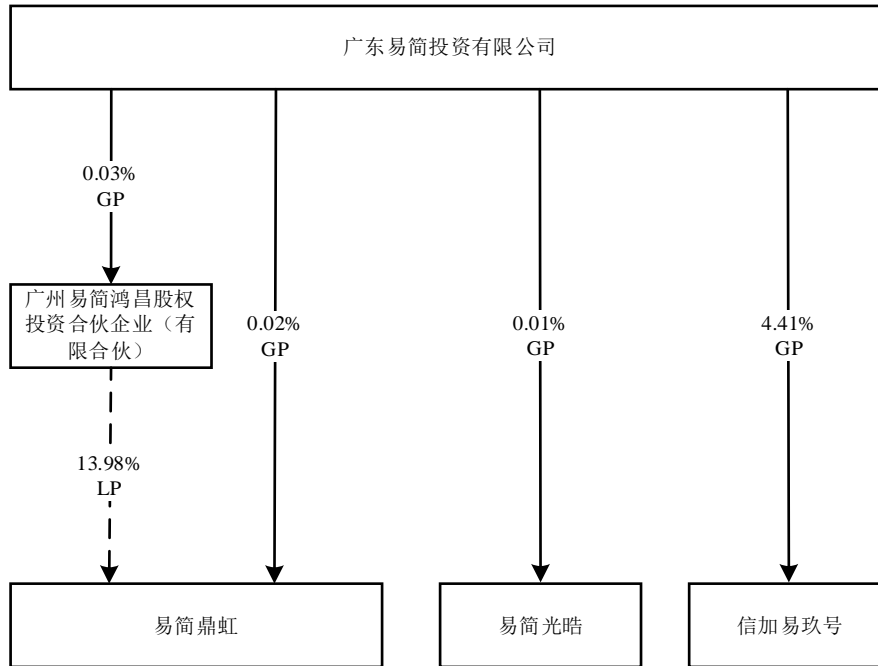 广东易简投资有限公司
0.03%
GP
广州易简鸿昌股权
投资合伙企业（有
限合伙）
0.02%
GP
0.01%
GP
4.41%
GP
13.98%
LP
易简鼎虹
易简光晧
信加易玖号